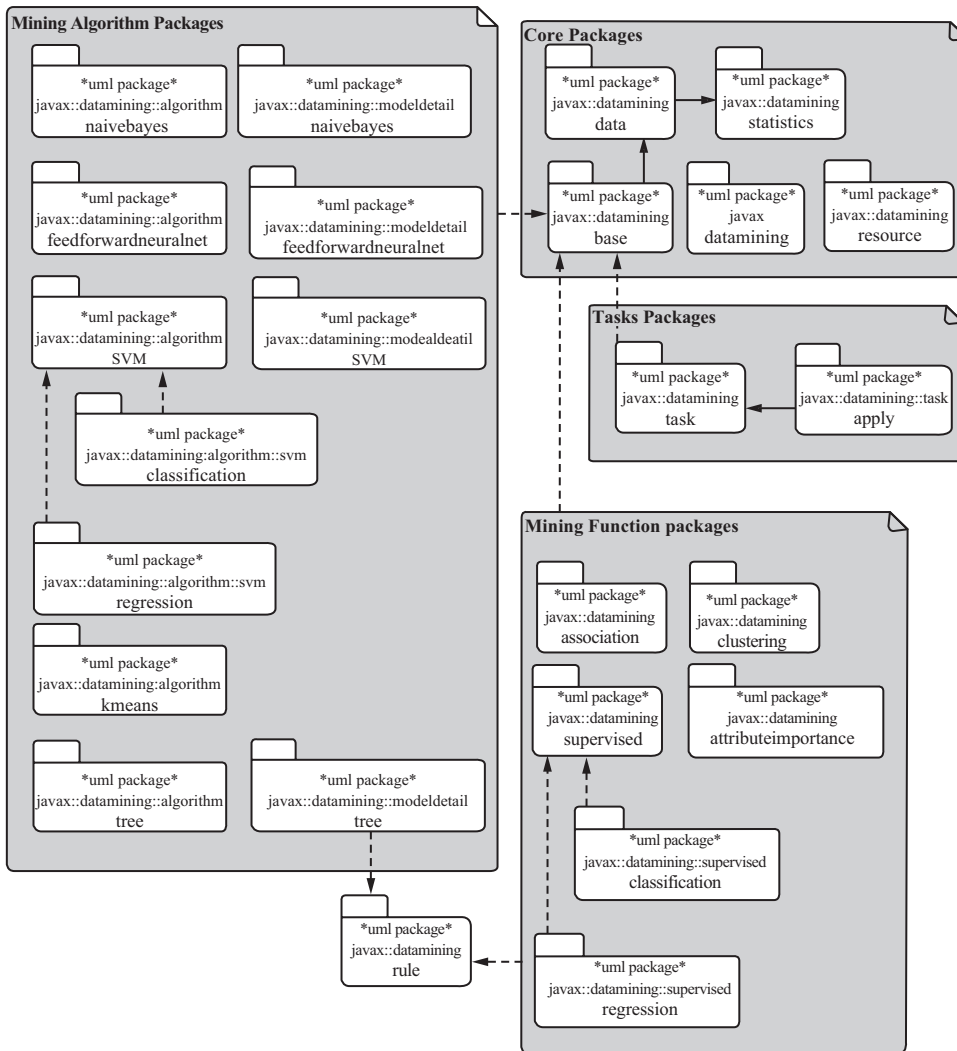 Mining Algorithm Packages
*uml package*
javax::datamining::algorithm
naivebayes
*uml package*
javax::datamining::modeldetail
naivebayes
*uml package*
javax::datamining::algorithm
feedforwardneuralnet
*uml package*
javax::datamining::modeldetail
feedforwardneuralnet
*uml package*
javax::datamining::algorithm
SVM
*uml package*
javax::datamining::modealdeatil
SVM
*uml package*
javax::datamining:algorithm::svm
classification
*uml package*
javax::datamining::algorithm::svm
regression
*uml package*
javax::datamining:algorithm
kmeans
*uml package*
javax::datamining::algorithm
tree
*uml package*
javax::datamining::modeldetail
tree
*uml package*
javax::datamining
rule
Core Packages
*uml package*
javax::datamining
data
*uml package*
javax::datamining
statistics
*uml package*
javax::datamining
base
*uml package*
javax
datamining
*uml package*
javax::datamining
resource
Tasks Packages
*uml package*
javax::datamining
task
*uml package*
javax::datamining::task
apply
Mining Function packages
*uml package*
javax::datamining
association
*uml package*
javax::datamining
clustering
*uml package*
javax::datamining
supervised
*uml package*
javax::datamining
attributeimportance
*uml package*
javax::datamining::supervised
classification
*uml package*
javax::datamining::supervised
regression